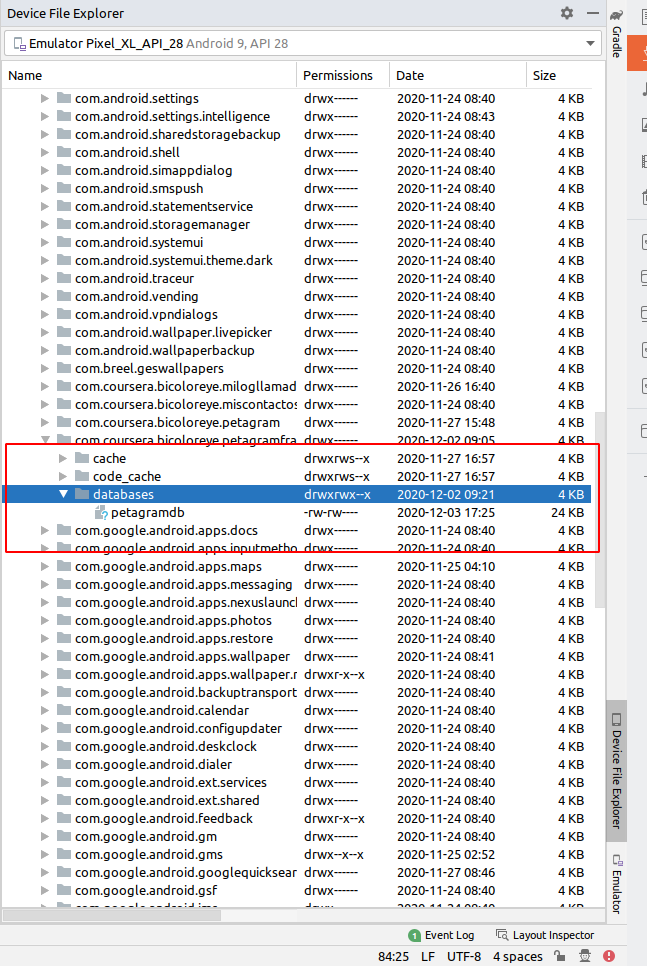 Device File Explorer
Emulator Pixel_XL_API_28 Android 9, API 28
Name Permissions Date Size
com.android.settings drwx------ 2020-11-24 08:40 4 KB
com.android.settings.intelligence drwx------ 2020-11-24 08:43 4 KB
com.android.sharedstoragebackup drwx------ 2020-11-24 08:40 4 KB
com.android.shell drwx------ 2020-11-24 08:40 4 KB
com.android.simappdialog drwx------ 2020-11-24 08:40 4 KB
com.android.smspush drwx------ 2020-11-24 08:40 4 KB
com.android.statementservice drwx------ 2020-11-24 08:40 4 KB
com.android.storagemanager drwx------ 2020-11-24 08:40 4 KB
com.android.systemui drwx------ 2020-11-24 08:40 4 KB
com.android.systemui.theme.dark drwx------ 2020-11-24 08:40 4 KB
com.android.traceur drwx------ 2020-11-24 08:40 4 KB
com.android.vending drwx------ 2020-11-24 08:40 4 KB
com.android.vpndialogs drwx------ 2020-11-24 08:40 4 KB
com.android.wallpaper.livepicker drwx------ 2020-11-24 08:40 4 KB
com.android.wallpaperbackup drwx------ 2020-11-24 08:40 4 KB
com.breel.geswallpapers drwx------ 2020-11-24 08:40 4 KB
com.coursera.bicoloreye.milogllamad drwx------ 2020-11-26 16:40 4 KB
com.coursera.bicoloreye.miscontactos drwx------ 2020-11-24 08:40 4 KB
com.coursera.bicoloreye.petagram drwx------ 2020-11-27 15:48 4 KB
com.coursera.bicoloreye.petagramfra drwx------ 2020-12-02 09:05 4 KB
cache drwxrws--x 2020-11-27 16:57 4 KB
code_cache drwxrws--x 2020-11-27 16:57 4 KB
databases drwxrwx--x 2020-12-02 09:21 4 KB
petagramdb -rw-rw---- 2020-12-03 17:25 24 KB
com.google.android.apps.docs drwx------ 2020-11-24 08:40 4 KB
com.google.android.apps.inputmetho drwx------ 2020-11-24 08:40 4 KB
com.google.android.apps.maps drwx------ 2020-11-25 04:10 4 KB
com.google.android.apps.messaging drwx------ 2020-11-24 08:40 4 KB
com.google.android.apps.nexuslaunch drwx------ 2020-11-24 08:40 4 KB
com.google.android.apps.photos drwx------ 2020-11-24 08:40 4 KB
com.google.android.apps.restore drwx------ 2020-11-24 08:40 4 KB
com.google.android.apps.wallpaper drwx------ 2020-11-24 08:41 4 KB
com.google.android.apps.wallpaper.r drwxr-x--x 2020-11-24 08:40 4 KB
com.google.android.backuptransport drwx------ 2020-11-24 08:40 4 KB
com.google.android.calendar drwx------ 2020-11-24 08:40 4 KB
com.google.android.configupdater drwx------ 2020-11-24 08:40 4 KB
com.google.android.deskclock drwx------ 2020-11-24 08:40 4 KB
com.google.android.dialer drwx------ 2020-11-24 08:40 4 KB
com.google.android.ext.services drwx------ 2020-11-24 08:40 4 KB
com.google.android.ext.shared drwx------ 2020-11-24 08:40 4 KB
com.google.android.feedback drwxr-x--x 2020-11-24 08:40 4 KB
com.google.android.gm drwx------ 2020-11-24 08:40 4 KB
com.google.android.gms drwx--x--x 2020-11-25 02:52 4 KB
com.google.android.googlequicksear drwx------ 2020-11-27 08:46 4 KB
com.google.android.gsf drwx------ 2020-11-24 08:40 4 KB
Gradle
Device File Explorer
Emulator
1 Event Log Layout Inspector
84:25 LF UTF-8 4 spaces